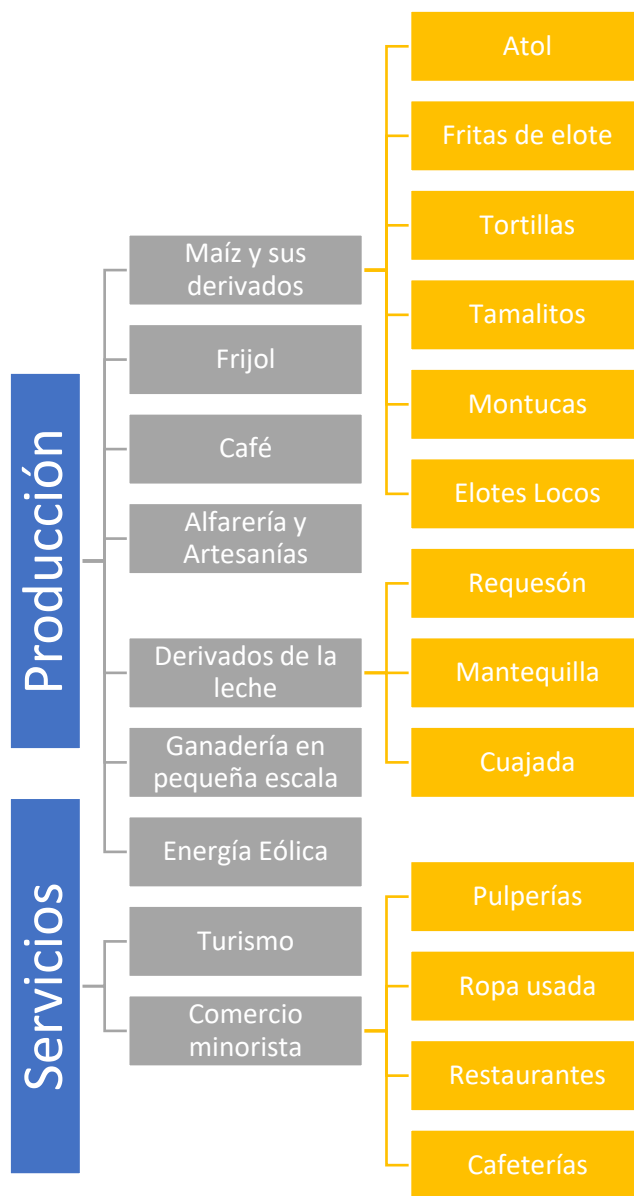 Producción
Maíz y sus
derivados
Atol
Fritas de elote
Tortillas
Tamalitos
Montucas
Elotes Locos
Frijol
Café
Alfarería y
Artesanías
Derivados de la
leche
Requesón
Mantequilla
Cuajada
Ganadería en
pequeña escala
Energía Eólica
Servicios
Turismo
Comercio
minorista
Pulperías
Ropa usada
Restaurantes
Cafeterías